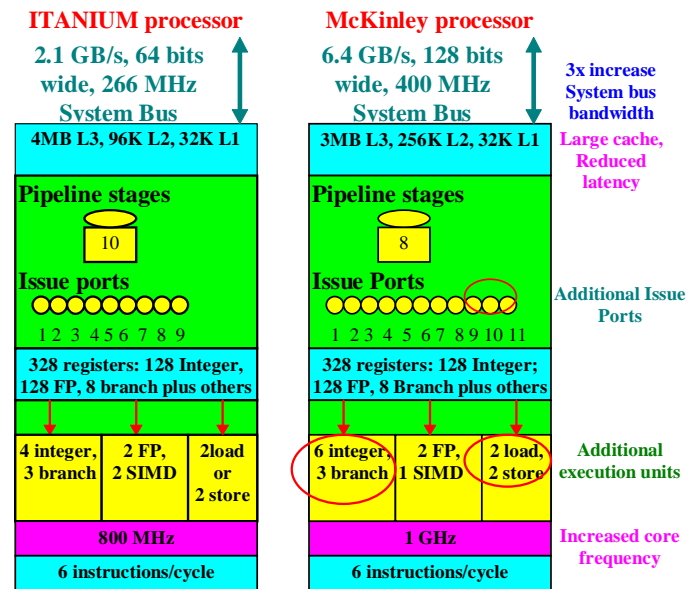 ITANIUM processor
2.1 GB/s, 64 bits
wide, 266 MHz
System Bus
4MB L3, 96K L2, 32K L1
Pipeline stages
10
Issue ports
1 2 3 4 5 6 7 8 9
328 registers: 128 Integer,
128 FP, 8 branch plus others
4 integer,
3 branch
2 FP,
2 SIMD
2load
or
2 store
800 MHz
6 instructions/cycle
McKinley processor
6.4 GB/s, 128 bits
wide, 400 MHz
System Bus
3MB L3, 256K L2, 32K L1
Pipeline stages
8
Issue Ports
1 2 3 4 5 6 7 8 9 10 11
328 registers: 128 Integer;
128 FP, 8 Branch plus others
6 integer,
3 branch
2 FP,
1 SIMD
2 load,
2 store
1 GHz
6 instructions/cycle
3x increase
System bus
bandwidth
Large cache,
Reduced
latency
Additional Issue
Ports
Additional
execution units
Increased core
frequency